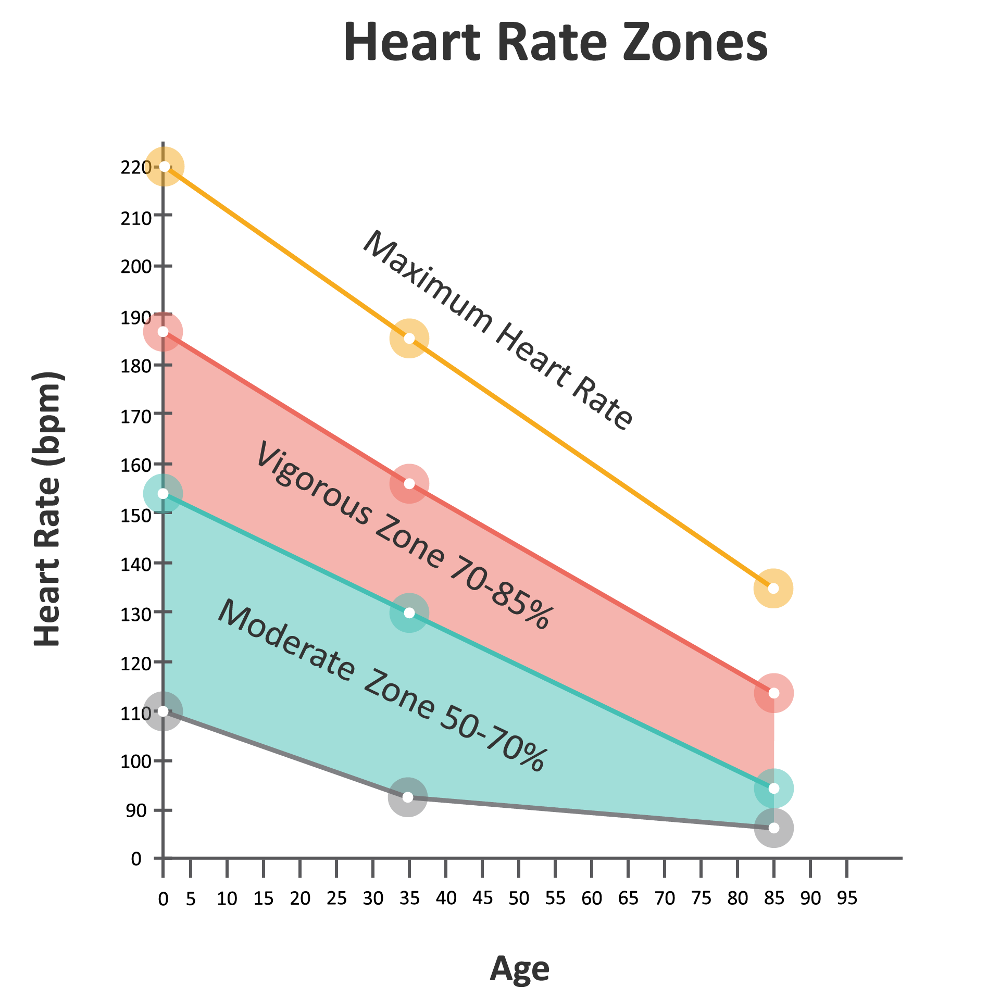 Heart Rate Zones
Heart Rate (bpm)
220
210
200
190
180
170
160
150
140
130
120
110
100
90
0
Maximum Heart Rate
Vigorous Zone 70-85%
Moderate Zone 50-70%
0 5 10 15 20 25 30 35 40 45 50 55 60 65 70 75 80 85 90 95
Age